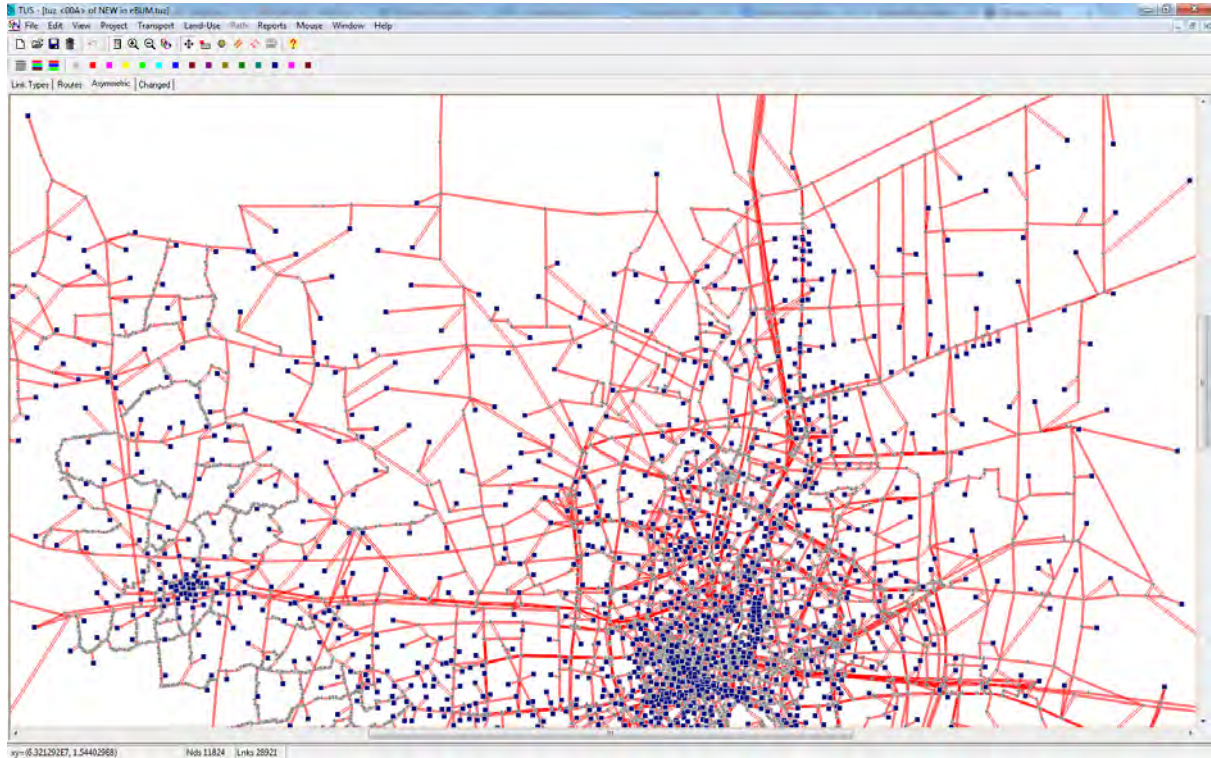 TUS - [tuz <00A> of NEW in eBUM.tuz]
File Edit View Project Transport Land-Use Path Reports Mouse Window Help
Link Types Routes Asymmetric Changed
xy=(6.321292E7, 1.544029E8) Nds 11824 Lnks 28921